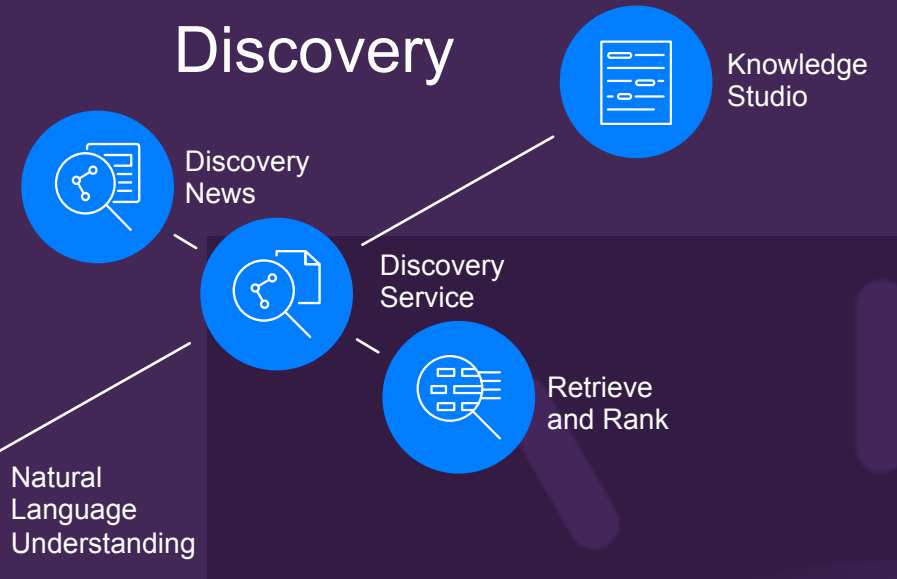 Discovery
Knowledge
Studio
Discovery
News
Discovery
Service
Retrieve
and Rank
Natural
Language
Understanding